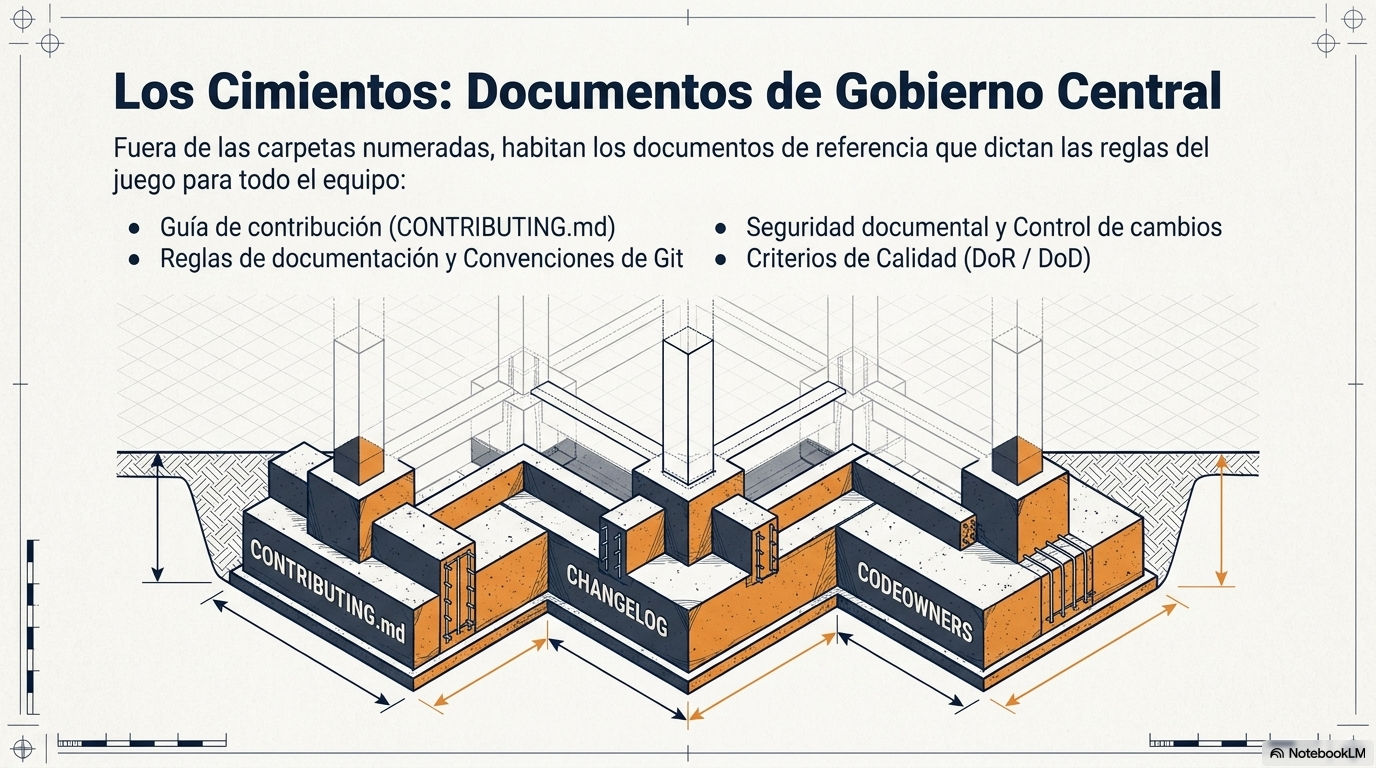 Los Cimientos: Documentos de Gobierno Central
Fuera de las carpetas numeradas, habitan los documentos de referencia que dictan las reglas del
juego para todo el equipo:
• Guía de contribución (CONTRIBUTING.md)
• Reglas de documentación y Convenciones de Git
• Seguridad documental y Control de cambios
• Criterios de Calidad (DoR / DoD)
CONTRIBUTING.md
CHANGELOG
CODEOWNERS
NotebookLM